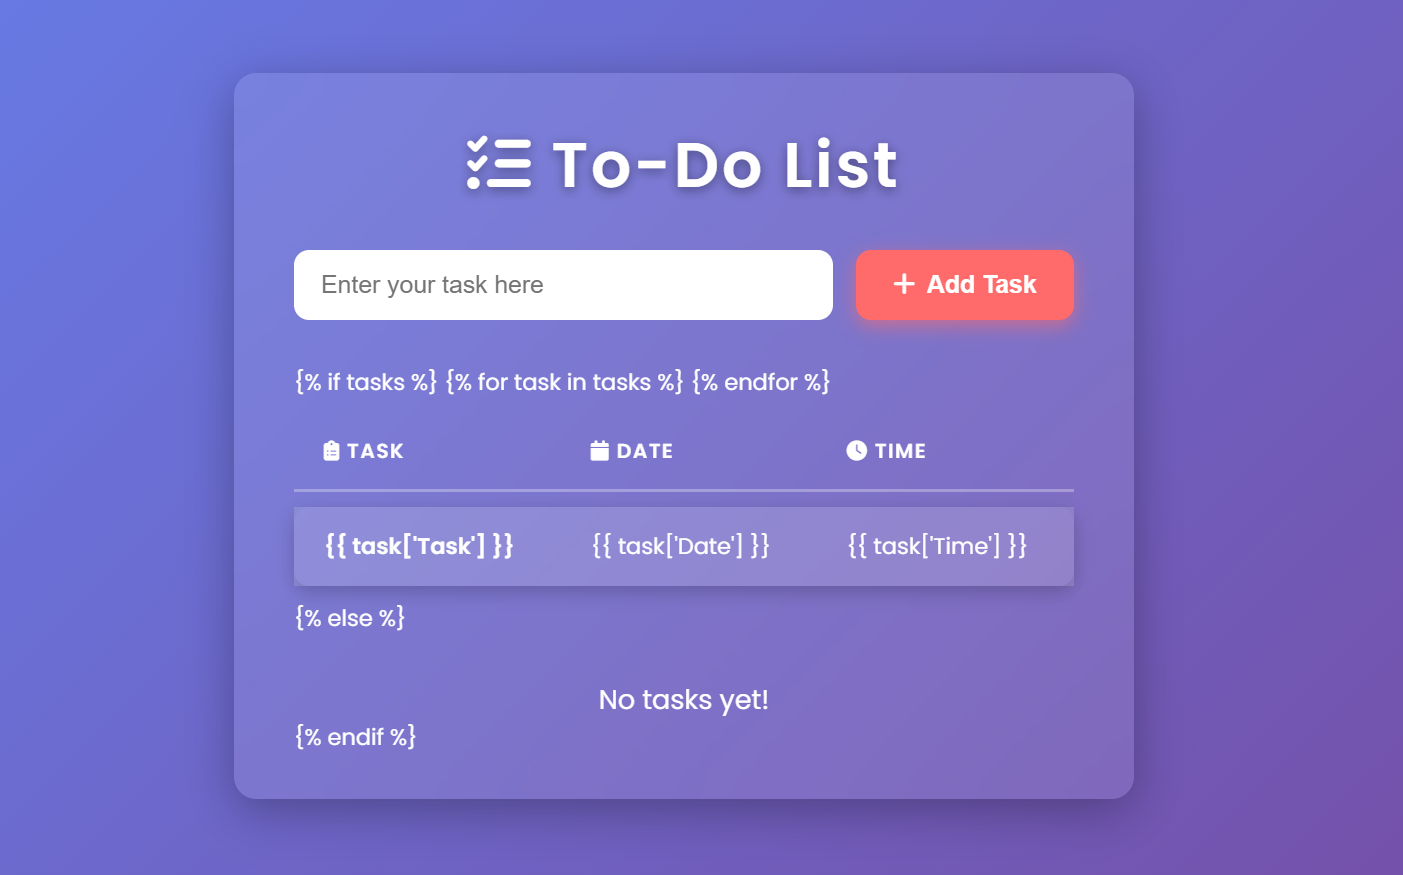 To-Do List
Enter your task here
Add Task
{% if tasks %} {% for task in tasks %} {% endfor %}
TASK DATE TIME
{{ task['Task'] }} {{ task['Date'] }} {{ task['Time'] }}
{% else %}
No tasks yet!
{% endif %}